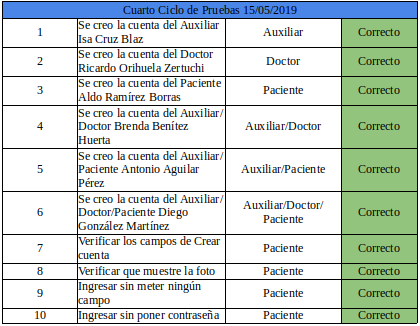 Cuarto Ciclo de Pruebas 15/05/2019
1 Se creo la cuenta del Auxiliar Auxiliar Correcto
Isa Cruz Blaz
2 Se creo la cuenta del Doctor Doctor Correcto
Ricardo Orihuela Zertuchi
3 Se creo la cuenta del Paciente Paciente Correcto
Aldo Ramírez Borras
4 Se creo la cuenta del Auxiliar/ Auxiliar/Doctor Correcto
Doctor Brenda Benítez
Huerta
5 Se creo la cuenta del Auxiliar/ Auxiliar/Paciente Correcto
Paciente Antonio Aguilar
Pérez
6 Se creo la cuenta del Auxiliar/ Auxiliar/Doctor/ Correcto
Doctor/Paciente Diego Paciente
González Martínez
7 Verificar los campos de Crear Paciente Correcto
cuenta
8 Verificar que muestre la foto Paciente Correcto
9 Ingresar sin meter ningún Paciente Correcto
campo
10 Ingresar sin poner contraseña Paciente Correcto